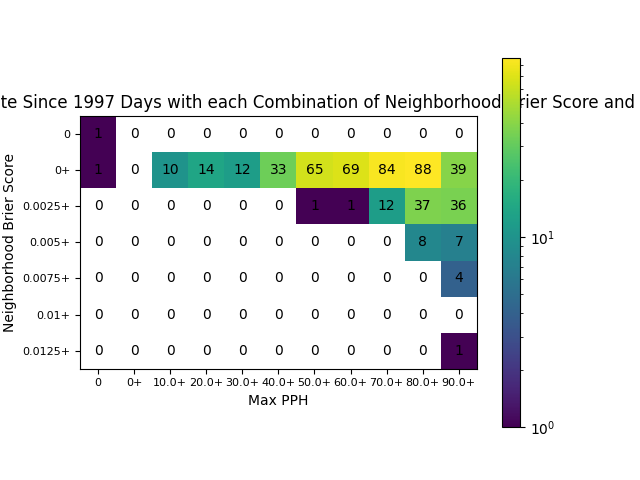 te Since 1997 Days with each Combination of Neighborhood Brier Score and
0 1 0 0 0 0 0 0 0 0 0 0
0+ 1 0 10 14 12 33 65 69 84 88 39
0.0025+ 0 0 0 0 0 0 1 1 12 37 36
0.005+ 0 0 0 0 0 0 0 0 0 8 7
0.0075+ 0 0 0 0 0 0 0 0 0 0 4
0.01+ 0 0 0 0 0 0 0 0 0 0 0
0.0125+ 0 0 0 0 0 0 0 0 0 0 1
0 0+ 10.0+ 20.0+ 30.0+ 40.0+ 50.0+ 60.0+ 70.0+ 80.0+ 90.0+
Max PPH
Neighborhood Brier Score
10¹
10⁰